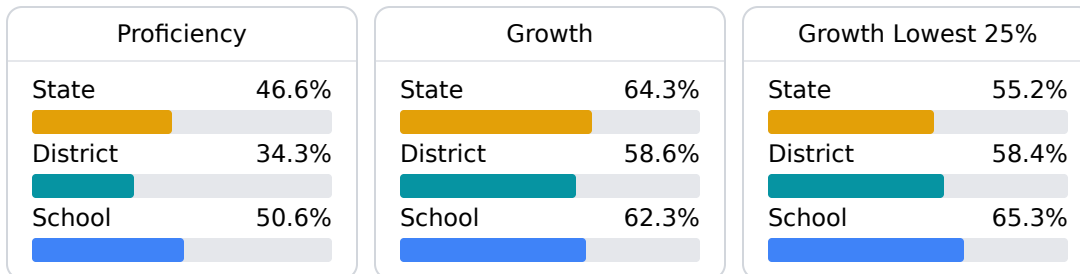 Proficiency
State 46.6%
District 34.3%
School 50.6%
Growth
State 64.3%
District 58.6%
School 62.3%
Growth Lowest 25%
State 55.2%
District 58.4%
School 65.3%